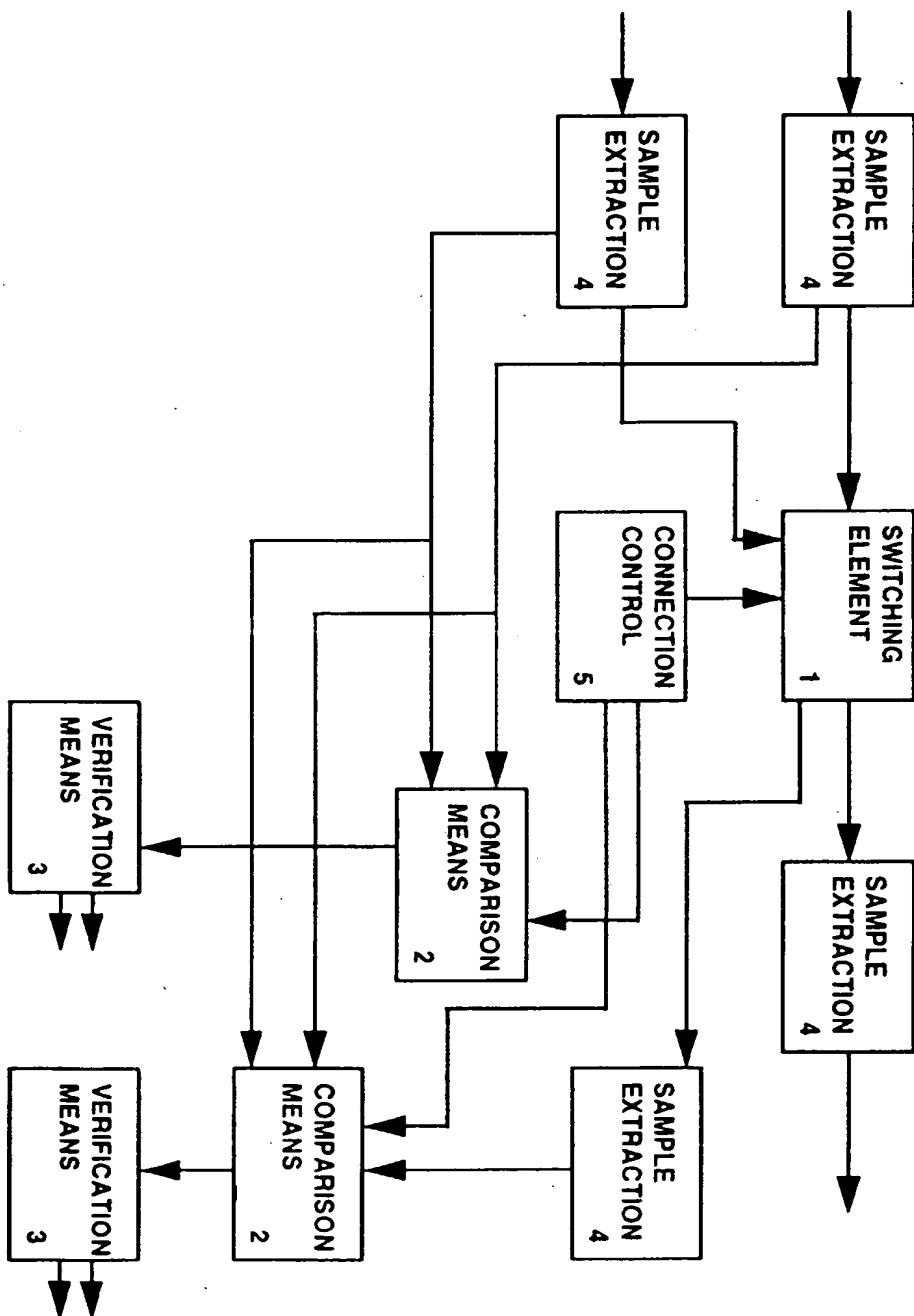 SAMPLE
EXTRACTION
4
SWITCHING
ELEMENT
1
SAMPLE
EXTRACTION
4
SAMPLE
EXTRACTION
4
CONNECTION
CONTROL
5
SAMPLE
EXTRACTION
4
COMPARISON
MEANS
2
COMPARISON
MEANS
2
VERIFICATION
MEANS
3
VERIFICATION
MEANS
3